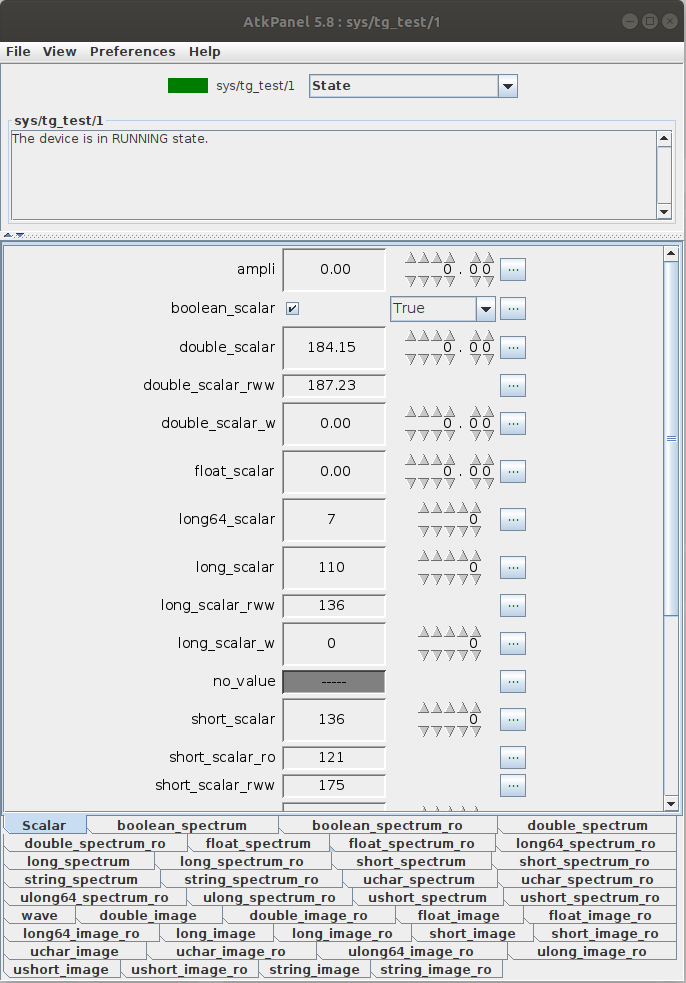 AtkPanel 5.8 : sys/tg_test/1
File View Preferences Help
sys/tg_test/1 State
sys/tg_test/1
The device is in RUNNING state.
ampli 0.00 0.00 ...
boolean_scalar True ...
double_scalar 184.15 0.00 ...
double_scalar_rww 187.23 ...
double_scalar_w 0.00 0.00 ...
float_scalar 0.00 0.00 ...
long64_scalar 7 0 ...
long_scalar 110 0 ...
long_scalar_rww 136 ...
long_scalar_w 0 0 ...
no_value ----- ...
short_scalar 136 0 ...
short_scalar_ro 121 ...
short_scalar_rww 175 ...
Scalar boolean_spectrum boolean_spectrum_ro double_spectrum
double_spectrum_ro float_spectrum float_spectrum_ro long64_spectrum_ro
long_spectrum long_spectrum_ro short_spectrum short_spectrum_ro
string_spectrum string_spectrum_ro uchar_spectrum uchar_spectrum_ro
ulong64_spectrum_ro ulong_spectrum_ro ushort_spectrum ushort_spectrum_ro
wave double_image double_image_ro float_image float_image_ro
long64_image_ro long_image long_image_ro short_image short_image_ro
uchar_image uchar_image_ro ulong64_image_ro ulong_image_ro
ushort_image ushort_image_ro string_image string_image_ro